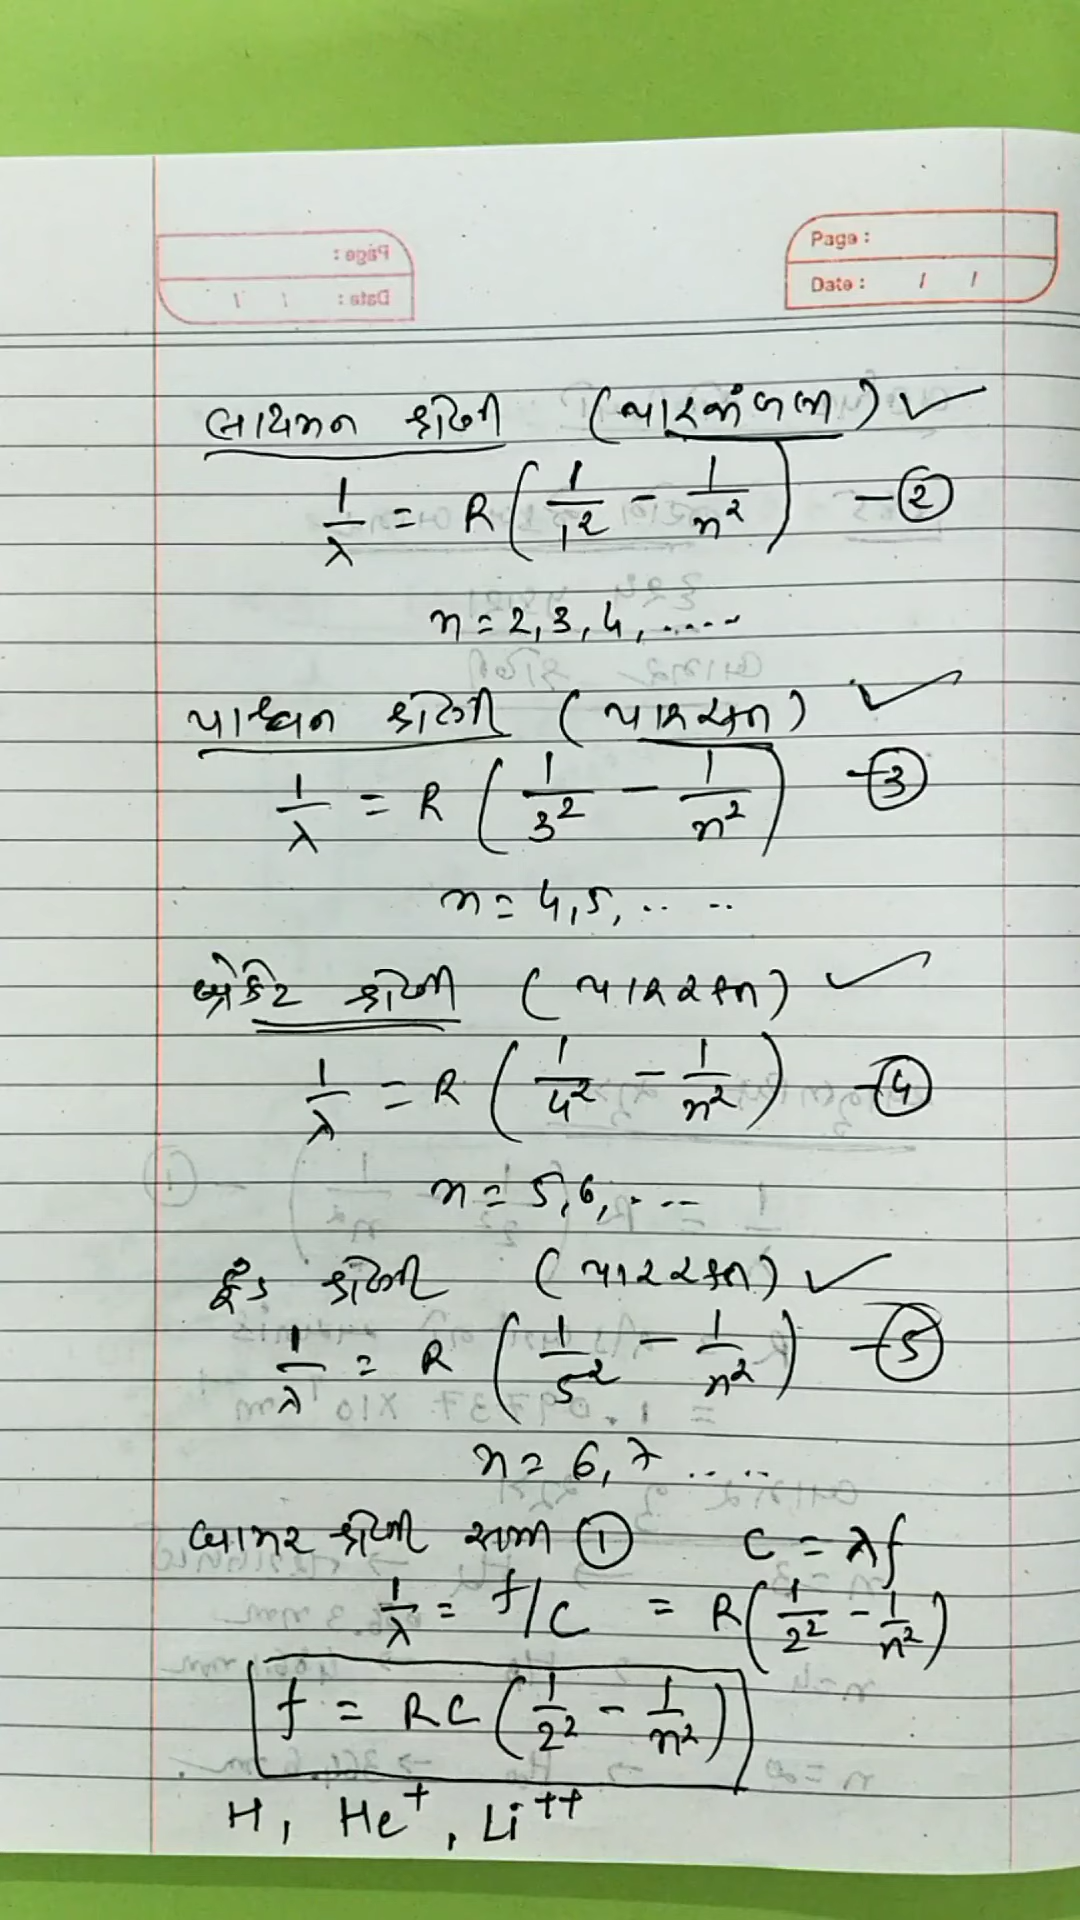 Page :
Date : / /
લાયમન શ્રેણી (પારજાંબલી) ✓
1/λ = R(1/1² - 1/n²) - ②
n = 2, 3, 4, .....
પાશ્વન શ્રેણી (પારરક્ત) ✓
1/λ = R (1/3² - 1/n²) - ③
n = 4, 5, .. ..
બ્રેકેટ શ્રેણી (પારરક્ત) ✓
1/λ = R (1/4² - 1/n²) - ④
n = 5, 6, ....
ફંડ શ્રેણી (પારરક્ત) ✓
1/λ = R (1/5² - 1/n²) - ⑤
n = 6, 7 .....
બામર શ્રેણી ① c = λf
1/λ = f/c = R(1/2² - 1/n²)
f = RC (1/2² - 1/n²)
H, He⁺, Li⁺⁺